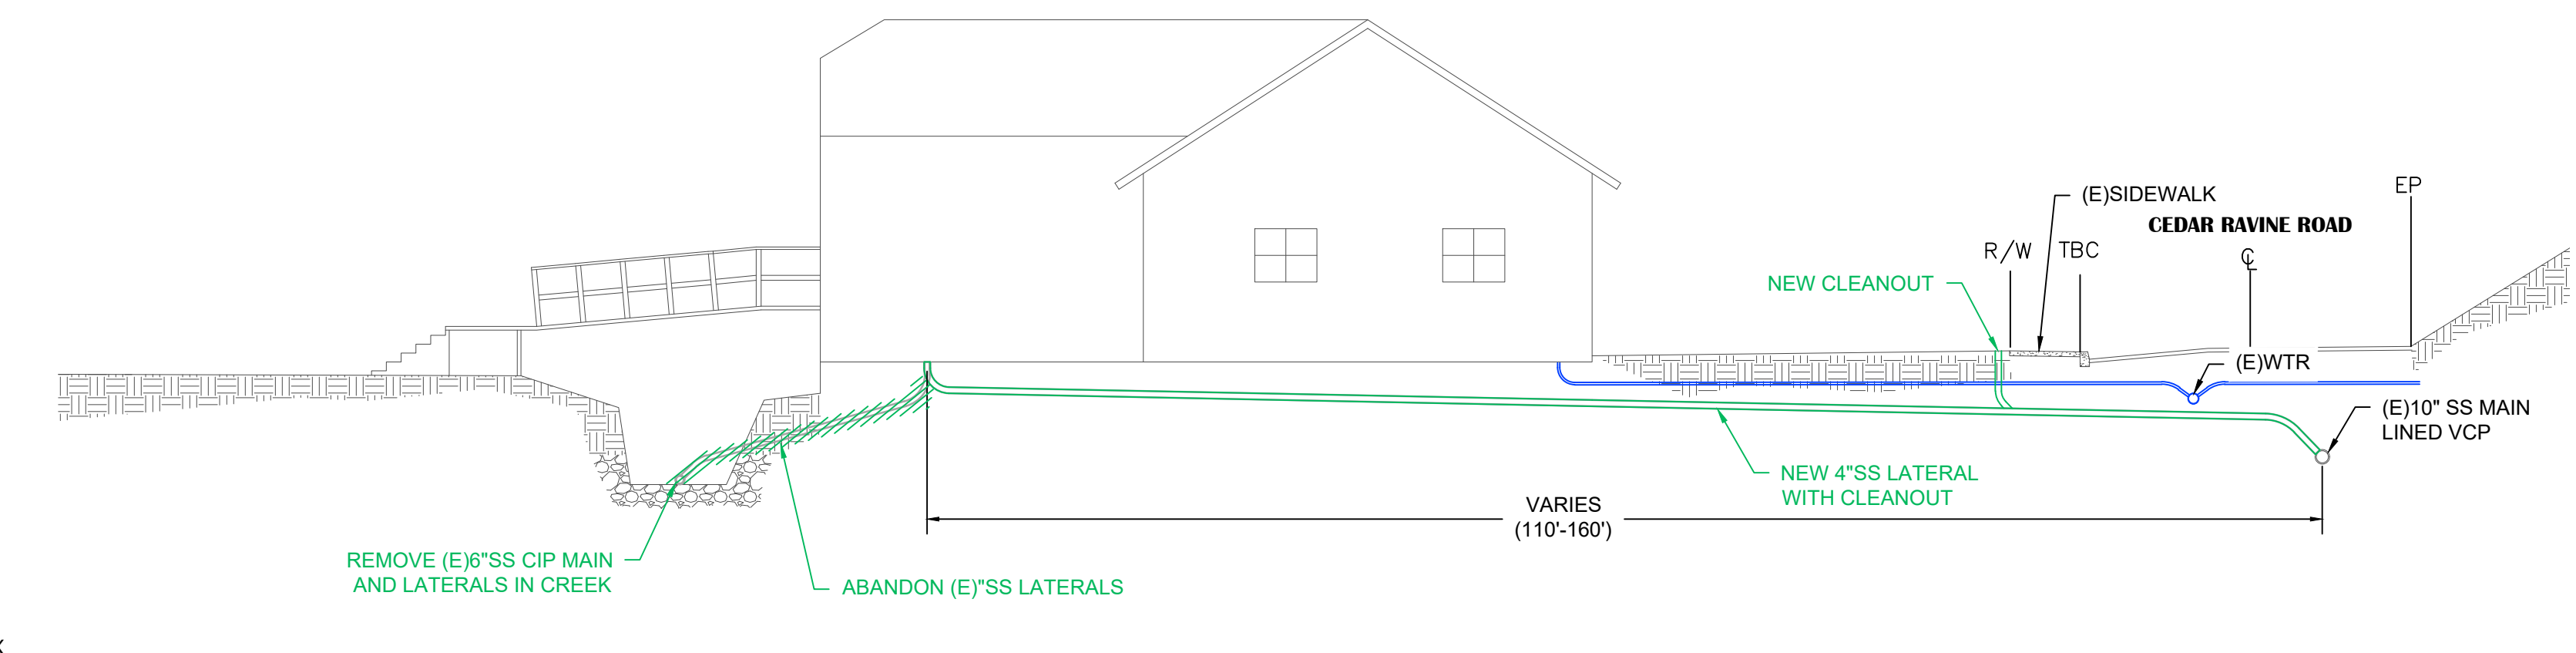 (E)SIDEWALK
EP
CEDAR RAVINE ROAD
R/W
TBC
℄
NEW CLEANOUT
(E)WTR
(E)10" SS MAIN
LINED VCP
NEW 4"SS LATERAL
WITH CLEANOUT
VARIES
(110'-160')
REMOVE (E)6"SS CIP MAIN
AND LATERALS IN CREEK
ABANDON (E)"SS LATERALS